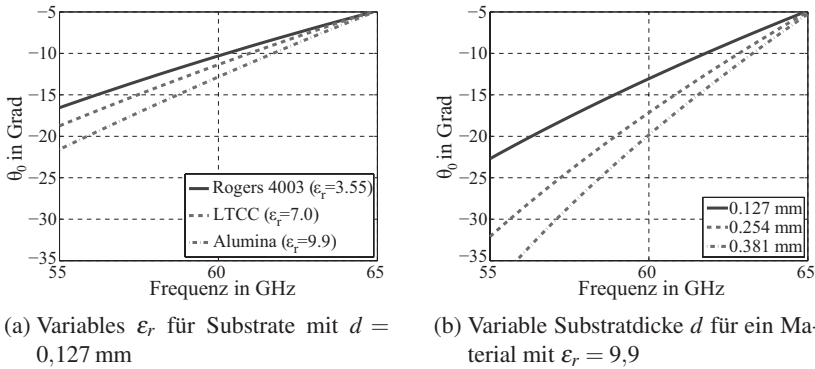 −5
−10
−15
−20
−25
−30
−35
θ₀ in Grad
Rogers 4003 (εᵣ=3.55)
LTCC (εᵣ=7.0)
Alumina (εᵣ=9.9)
55
60
65
Frequenz in GHz
(a) Variables εᵣ für Substrate mit d =
0,127 mm
−5
−10
−15
−20
−25
−30
−35
θ₀ in Grad
0.127 mm
0.254 mm
0.381 mm
55
60
65
Frequenz in GHz
(b) Variable Substratdicke d für ein Ma-
terial mit εᵣ = 9,9